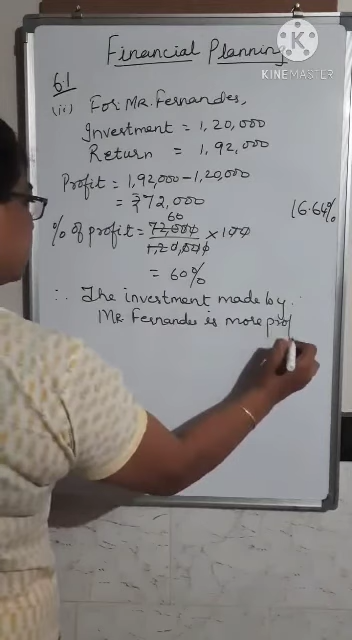 Financial Planning
KINEMASTER
6.1
(ii) For Mr. Fernandes,
Investment = 1,20,000
Return = 1,92,000
Profit = 1,92,000 - 1,20,000
= ₹72,000
60
% of profit = 72,000 × 100
1,20,000
= 60%
16.64%
∴ The investment made by
Mr. Fernandes is more prof